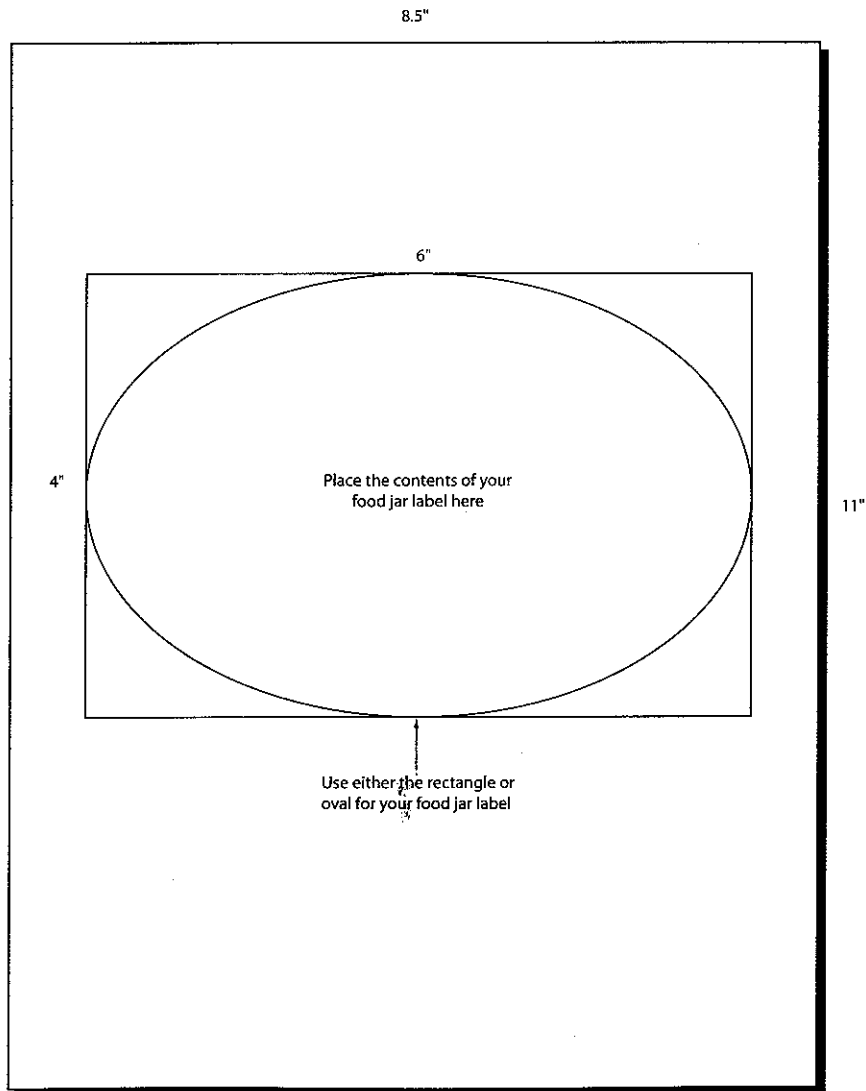 8.5"
6"
4"
Place the contents of your
food jar label here
11"
Use either the rectangle or
oval for your food jar label